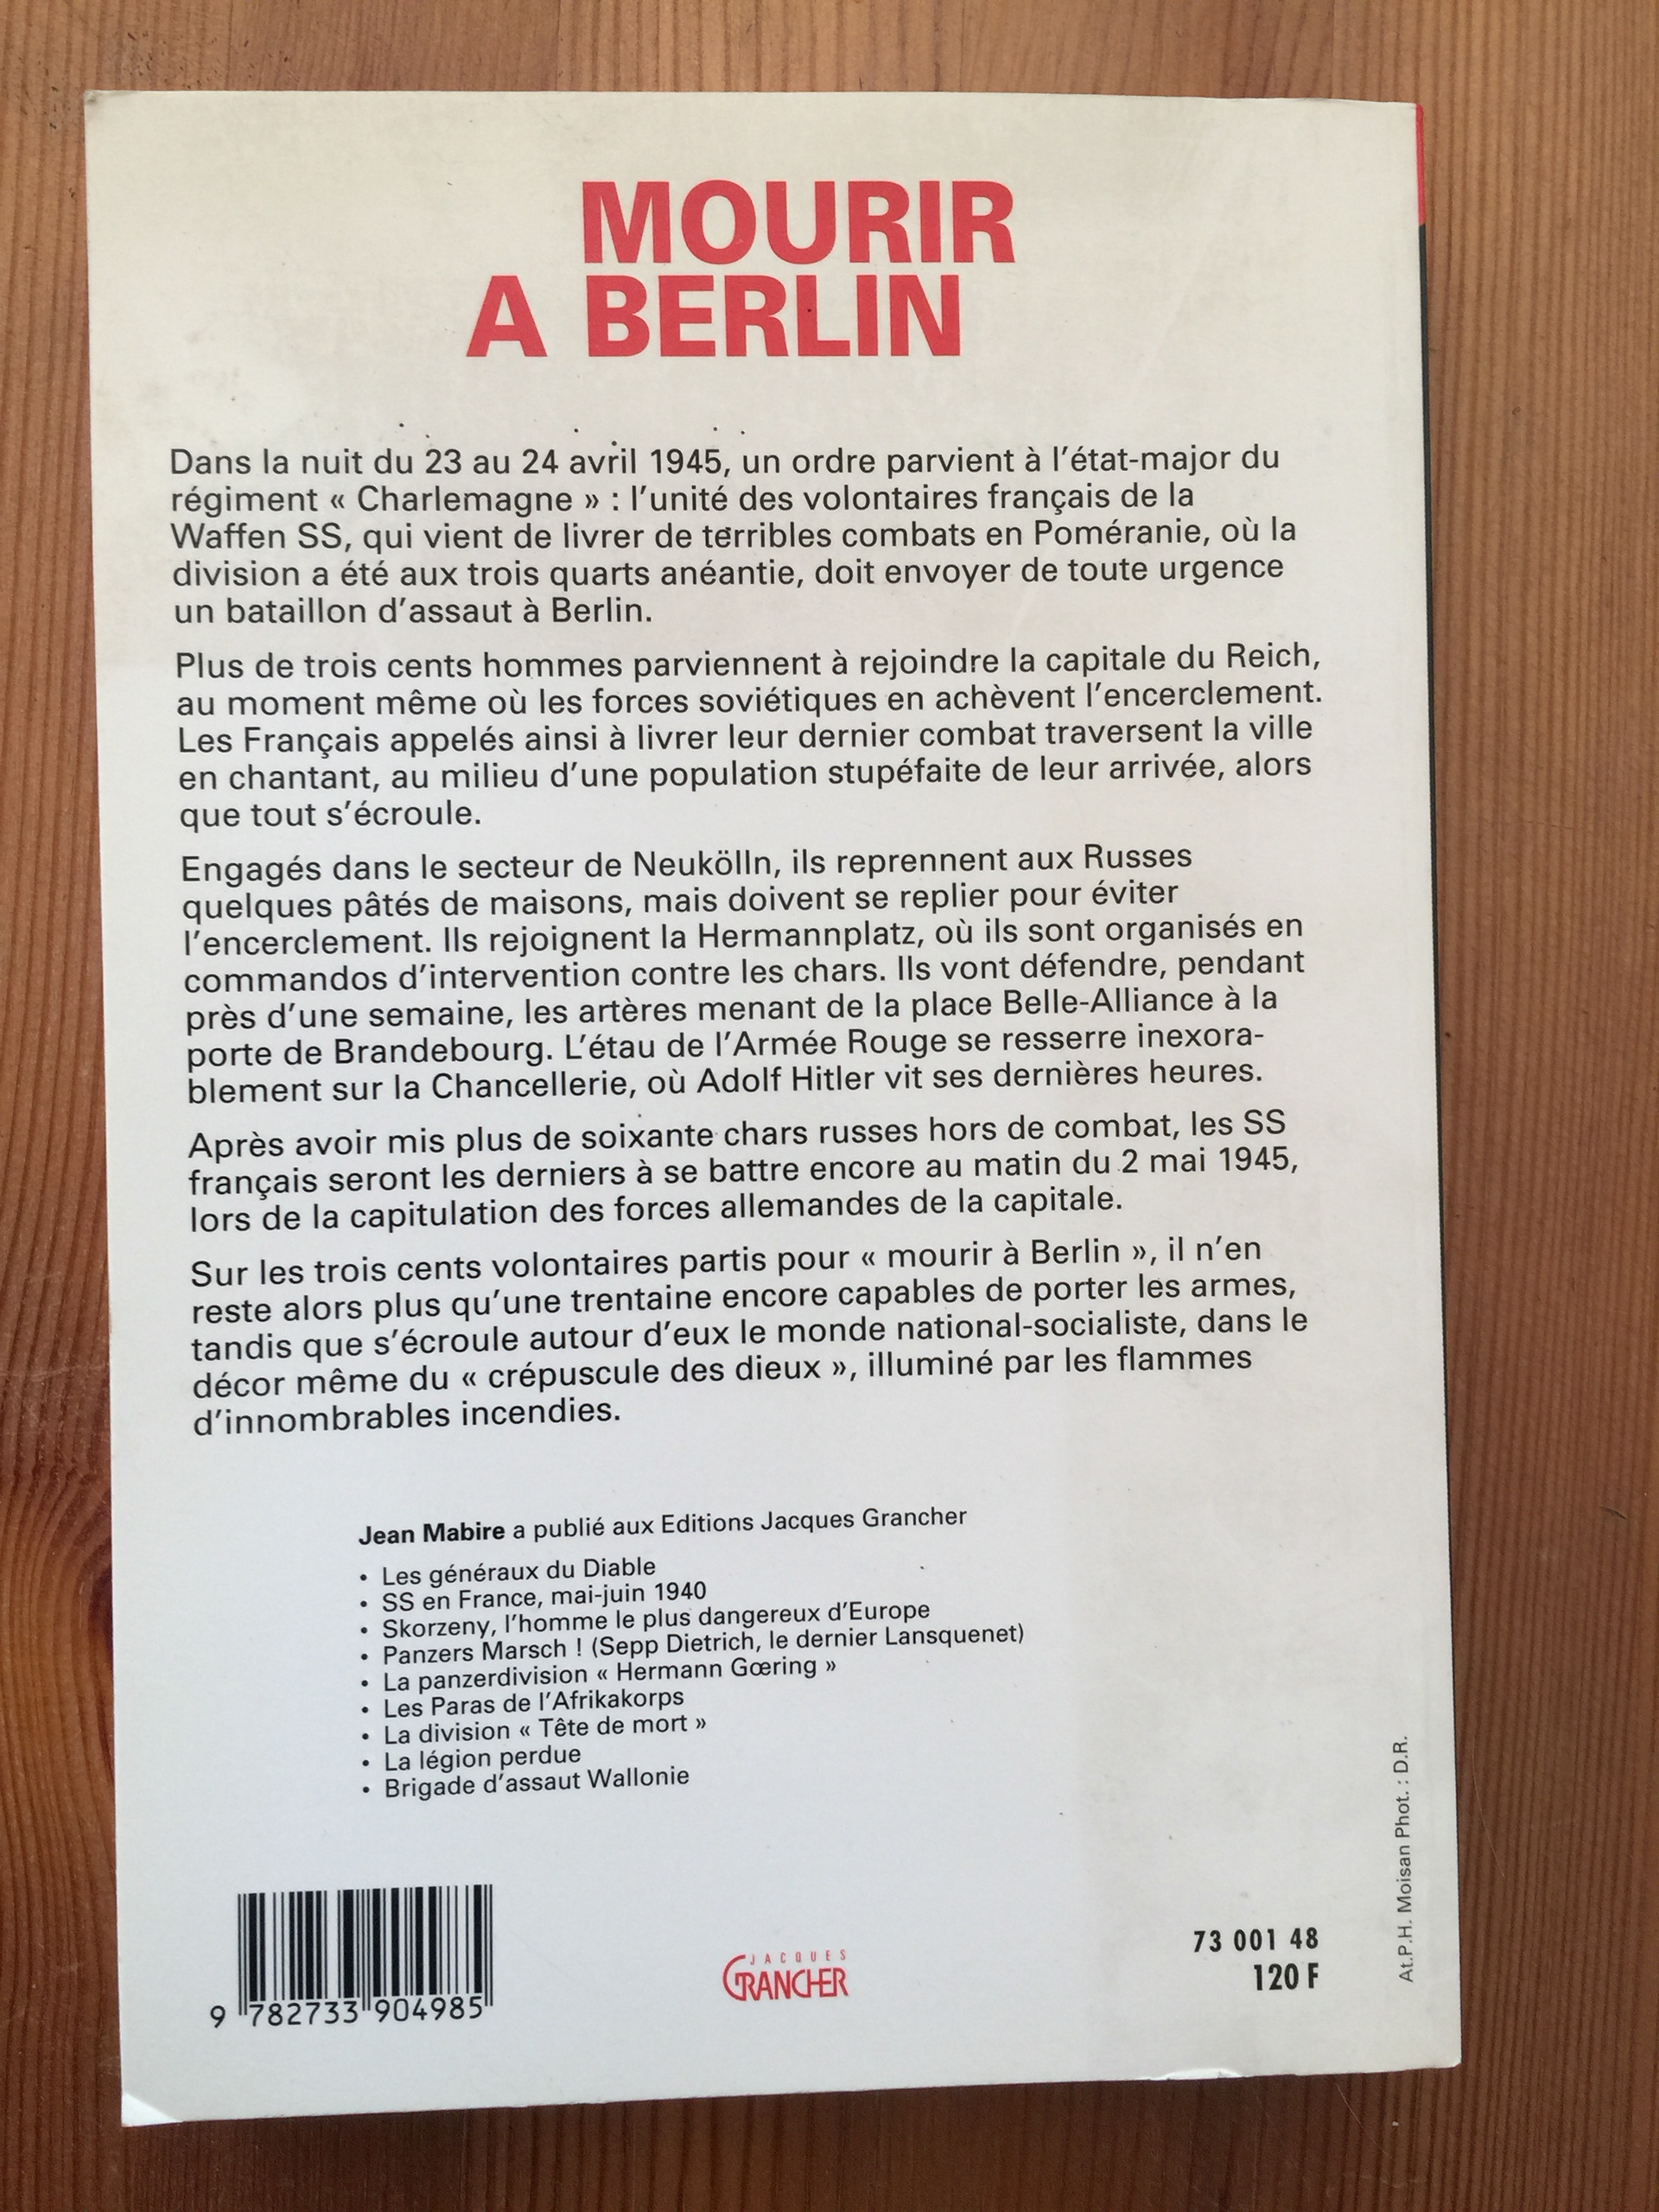 MOURIR
A BERLIN
Dans la nuit du 23 au 24 avril 1945, un ordre parvient à l'état-major du
régiment « Charlemagne » : l'unité des volontaires français de la
Waffen SS, qui vient de livrer de terribles combats en Poméranie, où la
division a été aux trois quarts anéantie, doit envoyer de toute urgence
un bataillon d'assaut à Berlin.
Plus de trois cents hommes parviennent à rejoindre la capitale du Reich,
au moment même où les forces soviétiques en achèvent l'encerclement.
Les Français appelés ainsi à livrer leur dernier combat traversent la ville
en chantant, au milieu d'une population stupéfaite de leur arrivée, alors
que tout s'écroule.
Engagés dans le secteur de Neukölln, ils reprennent aux Russes
quelques pâtés de maisons, mais doivent se replier pour éviter
l'encerclement. Ils rejoignent la Hermannplatz, où ils sont organisés en
commandos d'intervention contre les chars. Ils vont défendre, pendant
près d'une semaine, les artères menant de la place Belle-Alliance à la
porte de Brandebourg. L'étau de l'Armée Rouge se resserre inexora-
blement sur la Chancellerie, où Adolf Hitler vit ses dernières heures.
Après avoir mis plus de soixante chars russes hors de combat, les SS
français seront les derniers à se battre encore au matin du 2 mai 1945,
lors de la capitulation des forces allemandes de la capitale.
Sur les trois cents volontaires partis pour « mourir à Berlin », il n'en
reste alors plus qu'une trentaine encore capables de porter les armes,
tandis que s'écroule autour d'eux le monde national-socialiste, dans le
décor même du « crépuscule des dieux », illuminé par les flammes
d'innombrables incendies.
Jean Mabire a publié aux Editions Jacques Grancher
• Les généraux du Diable
• SS en France, mai-juin 1940
• Skorzeny, l'homme le plus dangereux d'Europe
• Panzers Marsch ! (Sepp Dietrich, le dernier Lansquenet)
• La panzerdivision « Hermann Gœring »
• Les Paras de l'Afrikakorps
• La division « Tête de mort »
• La légion perdue
• Brigade d'assaut Wallonie
9 782733 904985
JACQUES
GRANCHER
73 001 48
120 F
At.P.H. Moisan Phot. : D.R.